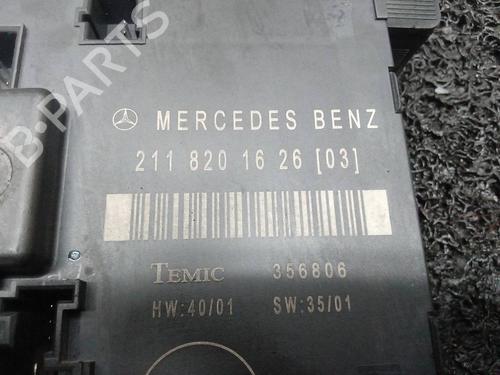 B-PARTS
MERCEDES BENZ
211 820 16 26 [03]
TEMIC 356806
HW:40/01 SW:35/01